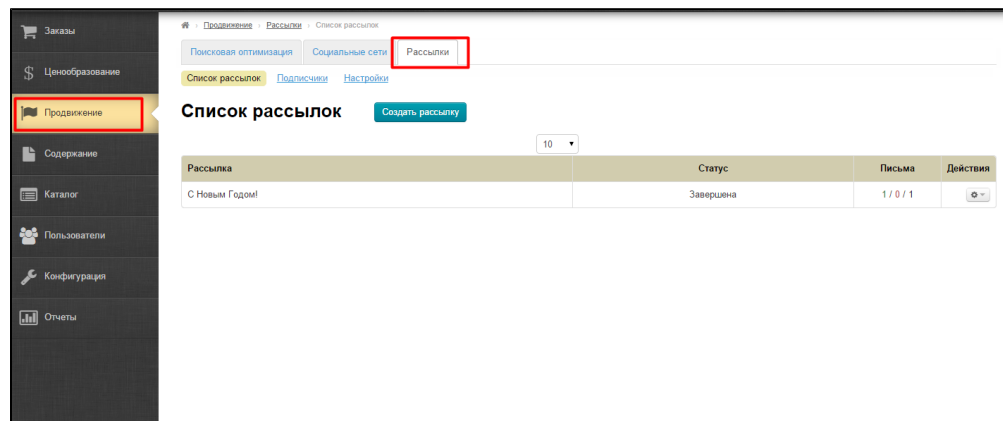 Заказы
Ценообразование
Продвижение
Содержание
Каталог
Пользователи
Конфигурация
Отчеты
Продвижение › Рассылки › Список рассылок
Поисковая оптимизация Социальные сети Рассылки
Список рассылок Подписчики Настройки
Список рассылок Создать рассылку
10
Рассылка Статус Письма Действия
С Новым Годом! Завершена 1 / 0 / 1